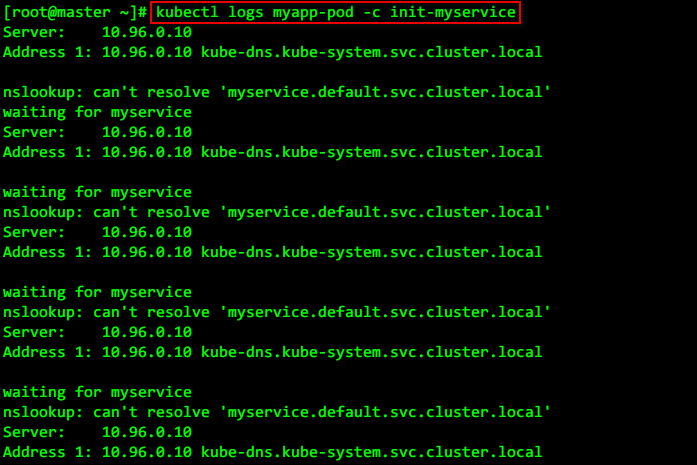 [root@master ~]# kubectl logs myapp-pod -c init-myservice
Server:    10.96.0.10
Address 1: 10.96.0.10 kube-dns.kube-system.svc.cluster.local

nslookup: can't resolve 'myservice.default.svc.cluster.local'
waiting for myservice
Server:    10.96.0.10
Address 1: 10.96.0.10 kube-dns.kube-system.svc.cluster.local

waiting for myservice
nslookup: can't resolve 'myservice.default.svc.cluster.local'
Server:    10.96.0.10
Address 1: 10.96.0.10 kube-dns.kube-system.svc.cluster.local

waiting for myservice
nslookup: can't resolve 'myservice.default.svc.cluster.local'
Server:    10.96.0.10
Address 1: 10.96.0.10 kube-dns.kube-system.svc.cluster.local

waiting for myservice
nslookup: can't resolve 'myservice.default.svc.cluster.local'
Server:    10.96.0.10
Address 1: 10.96.0.10 kube-dns.kube-system.svc.cluster.local